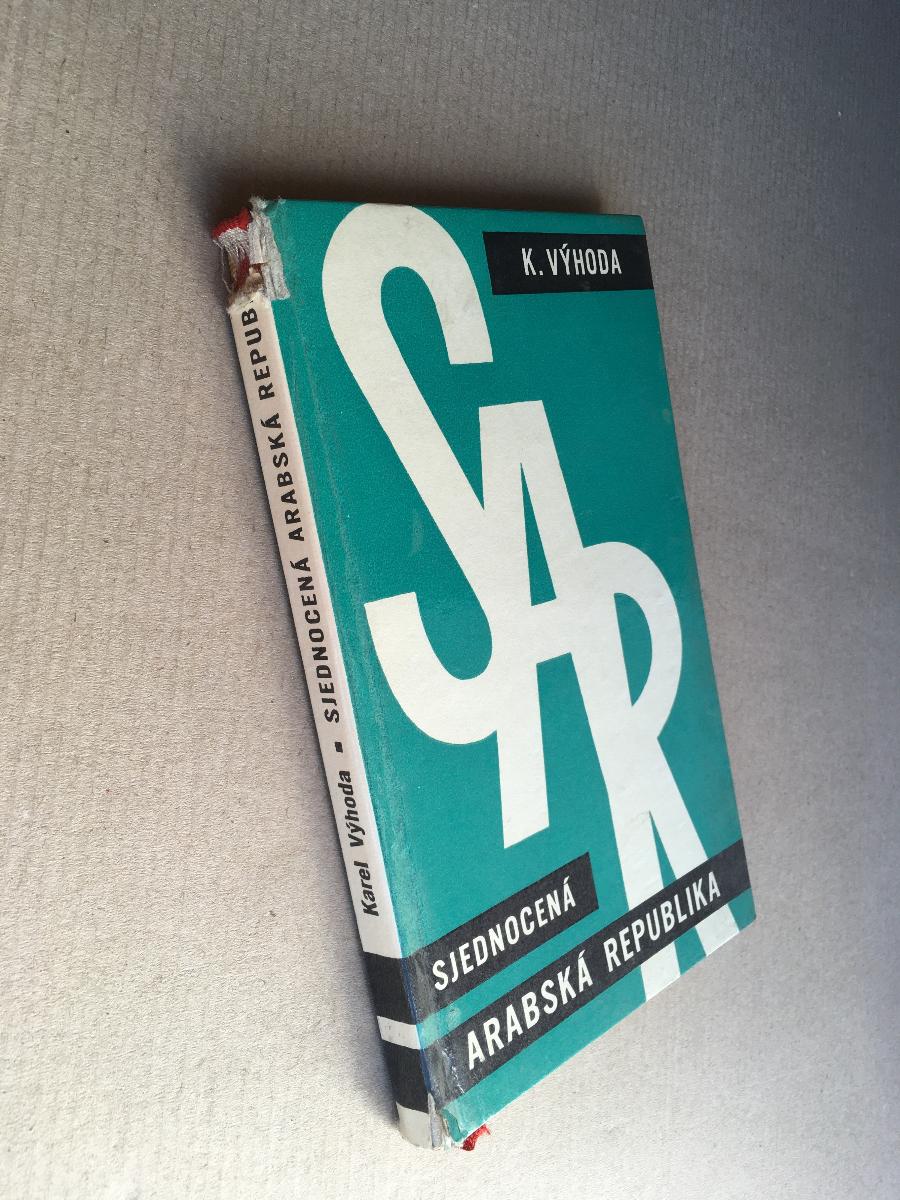 K. VÝHODA
SAR
SJEDNOCENÁ
ARABSKÁ REPUBLIKA
Karel Výhoda - SJEDNOCENÁ ARABSKÁ REPUB